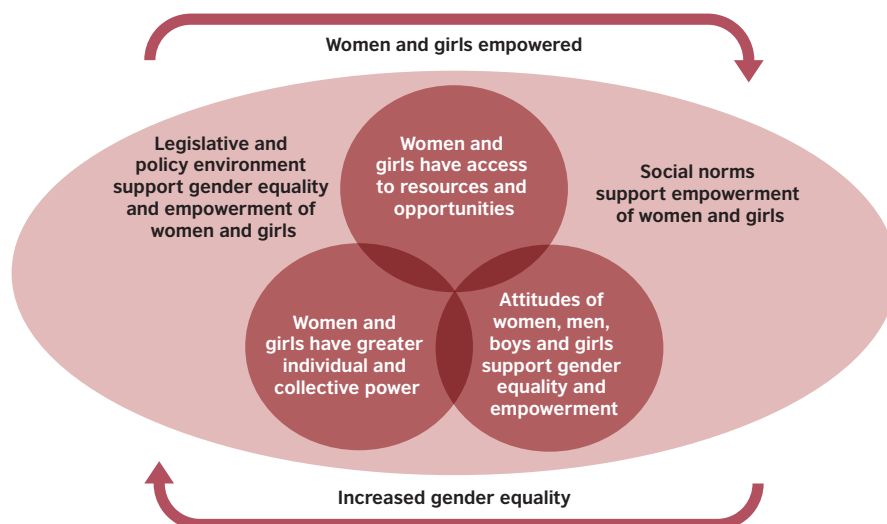 Women and girls empowered
Legislative and
policy environment
support gender equality
and empowerment of
women and girls
Women and
girls have access
to resources and
opportunities
Social norms
support empowerment
of women and girls
Women and
girls have greater
individual and
collective power
Attitudes of
women, men,
boys and girls
support gender
equality and
empowerment
Increased gender equality